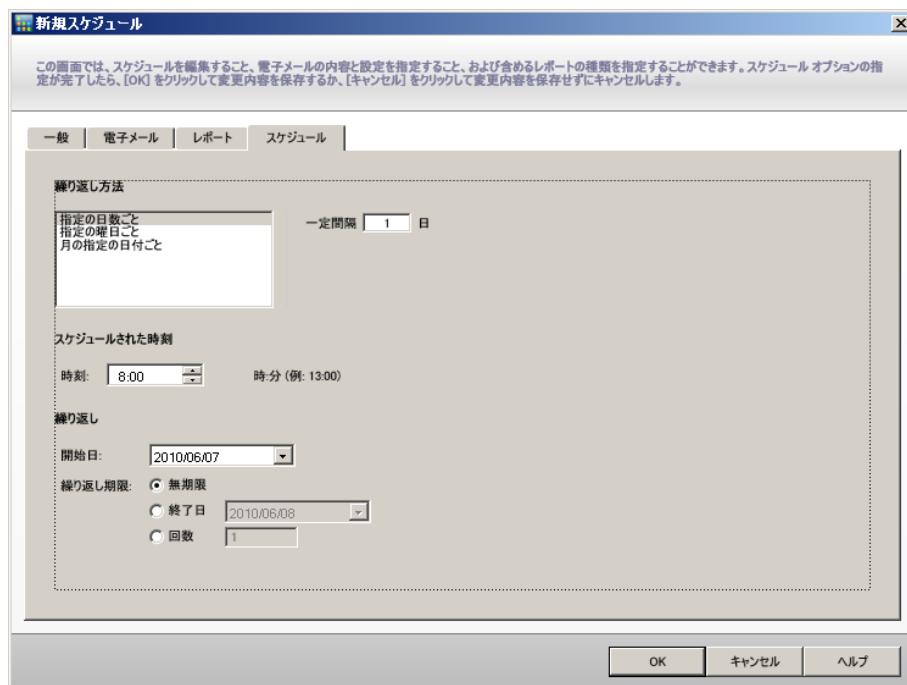 新規スケジュール
この画面では、スケジュールを編集すること、電子メールの内容と設定を指定すること、および含めるレポートの種類を指定することができます。スケジュール オプションの指
定が完了したら、[OK] をクリックして変更内容を保存するか、[キャンセル] をクリックして変更内容を保存せずにキャンセルします。
一般 電子メール レポート スケジュール
繰り返し方法
指定の日数ごと
指定の曜日ごと
月の指定の日付ごと
一定間隔 1 日
スケジュールされた時刻
時刻: 8:00 時:分 (例: 13:00)
繰り返し
開始日: 2010/06/07
繰り返し期限: 無期限
終了日 2010/06/08
回数 1
OK キャンセル ヘルプ